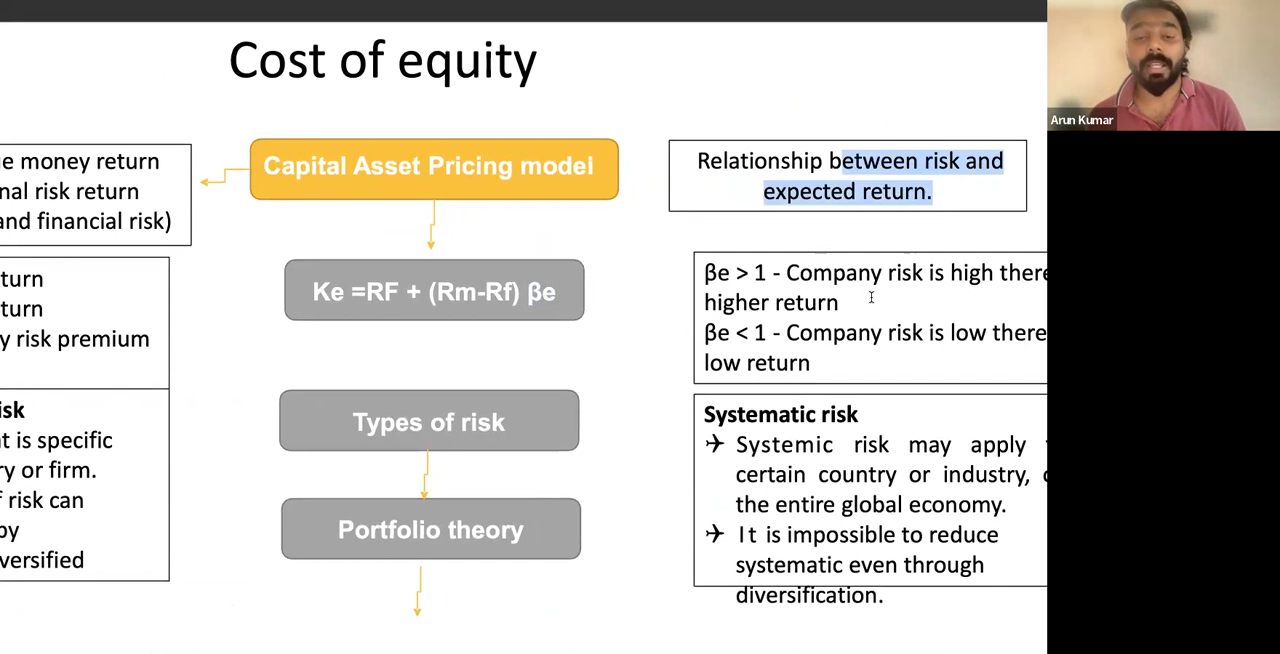 Cost of equity
Arun Kumar
e money return
nal risk return
and financial risk)
Capital Asset Pricing model
Relationship between risk and
expected return.
turn
turn
y risk premium
Ke =RF + (Rm-Rf) βe
βe > 1 - Company risk is high there
higher return
βe < 1 - Company risk is low there
low return
isk
t is specific
ry or firm.
f risk can
by
versified
Types of risk
Portfolio theory
Systematic risk
✈ Systemic risk may apply
certain country or industry,
the entire global economy.
✈ It is impossible to reduce
systematic even through
diversification.